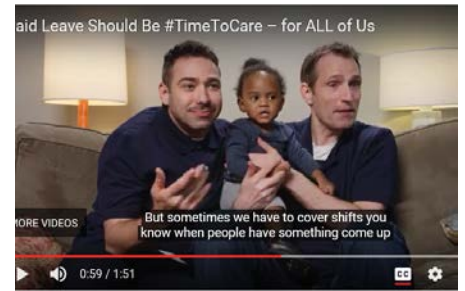 aid Leave Should Be #TimeToCare – for ALL of Us
MORE VIDEOS
But sometimes we have to cover shifts you
know when people have something come up
0:59 / 1:51
CC